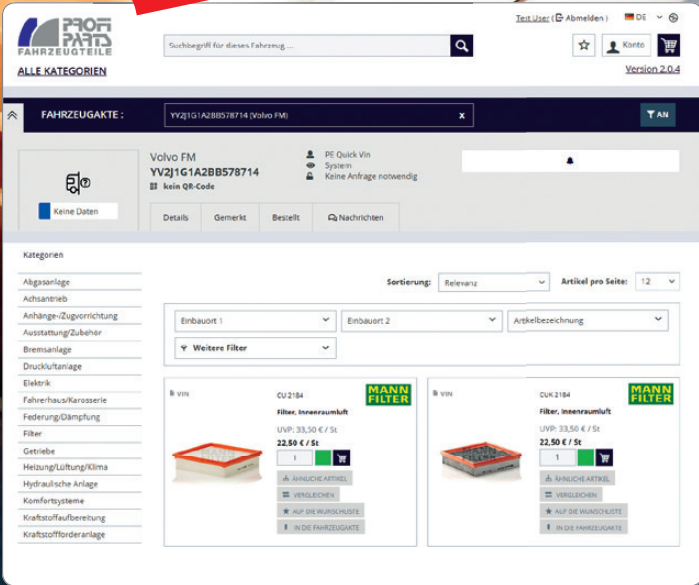 PROFI
PARTS
FAHRZEUGTEILE
Test User ( Abmelden )
DE
Suchbegriff für dieses Fahrzeug ...
Konto
ALLE KATEGORIEN
Version 2.0.4
FAHRZEUGAKTE :
YV2J1G1A2BB578714 (Volvo FM)
x
AN
Volvo FM
YV2J1G1A2BB578714
kein QR-Code
PE Quick Vin
System
Keine Anfrage notwendig
Keine Daten
Details
Gemerkt
Bestellt
Nachrichten
Kategorien
Abgasanlage
Achsantrieb
Anhänge-/Zugvorrichtung
Ausstattung/Zubehör
Bremsanlage
Druckluftanlage
Elektrik
Fahrerhaus/Karosserie
Federung/Dämpfung
Filter
Getriebe
Heizung/Lüftung/Klima
Hydraulische Anlage
Komfortsysteme
Kraftstoffaufbereitung
Kraftstoffförderanlage
Sortierung:
Relevanz
Artikel pro Seite:
12
Einbauort 1
Einbauort 2
Artikelbezeichnung
Weitere Filter
VIN
CU 2184
MANN
FILTER
Filter, Innenraumluft
UVP: 33,50 € / St
22,50 € / St
1
ÄHNLICHE ARTIKEL
VERGLEICHEN
AUF DIE WUNSCHLISTE
IN DIE FAHRZEUGAKTE
VIN
CUK 2184
MANN
FILTER
Filter, Innenraumluft
UVP: 33,50 € / St
22,50 € / St
1
ÄHNLICHE ARTIKEL
VERGLEICHEN
AUF DIE WUNSCHLISTE
IN DIE FAHRZEUGAKTE